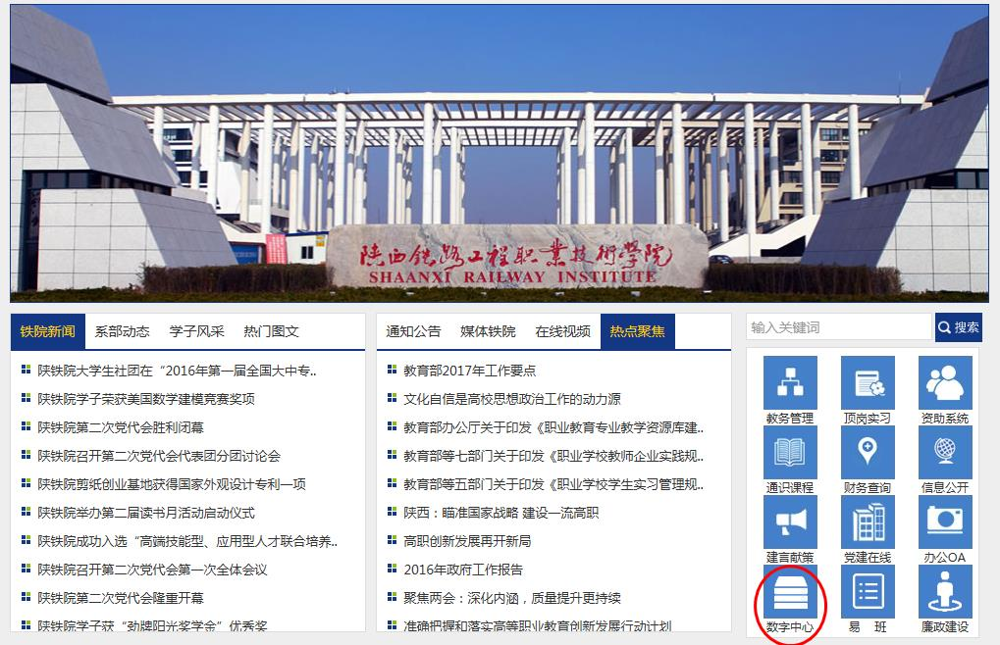 陕西铁路工程职业技術學院
SHAANXI RAILWAY INSTITUTE
铁院新闻 系部动态 学子风采 热门图文
陕铁院大学生社团在“2016年第一届全国大中专..
陕铁院学子荣获美国数学建模竞赛奖项
陕铁院第二次党代会胜利闭幕
陕铁院召开第二次党代会代表团分团讨论会
陕铁院剪纸创业基地获得国家外观设计专利一项
陕铁院举办第二届读书月活动启动仪式
陕铁院成功入选“高端技能型、应用型人才联合培养..
陕铁院召开第二次党代会第一次全体会议
陕铁院第二次党代会隆重开幕
陕铁院学子获“劲牌阳光奖学金”优秀奖
通知公告 媒体铁院 在线视频 热点聚焦
教育部2017年工作要点
文化自信是高校思想政治工作的动力源
教育部办公厅关于印发《职业教育专业教学资源库建..
教育部等七部门关于印发《职业学校教师企业实践规..
教育部等五部门关于印发《职业学校学生实习管理规..
陕西：瞄准国家战略 建设一流高职
高职创新发展再开新局
2016年政府工作报告
聚焦两会：深化内涵，质量提升更持续
准确把握和落实高等职业教育创新发展行动计划
输入关键词 搜索
教务管理 顶岗实习 资助系统
通识课程 财务查询 信息公开
建言献策 党建在线 办公OA
数字中心 易 班 廉政建设